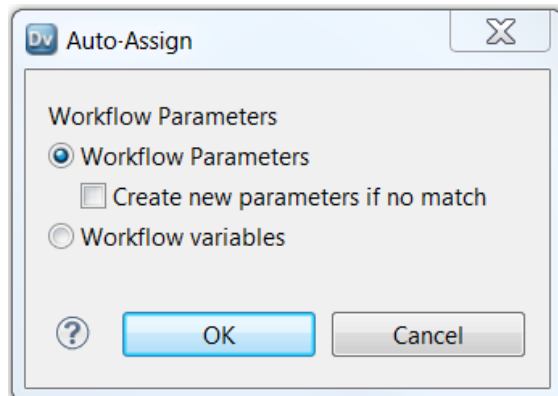 Dv Auto-Assign
Workflow Parameters
Workflow Parameters
Create new parameters if no match
Workflow variables
? OK Cancel